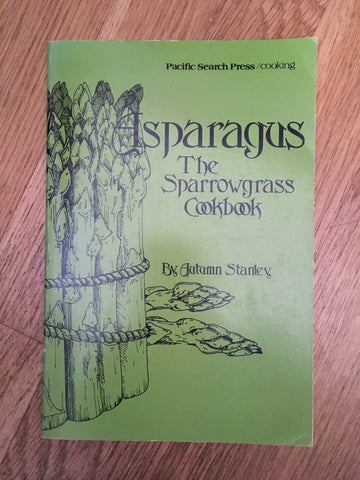 Pacific Search Press/cooking
Asparagus
The
Sparrowgrass
Cookbook
By Autumn Stanley